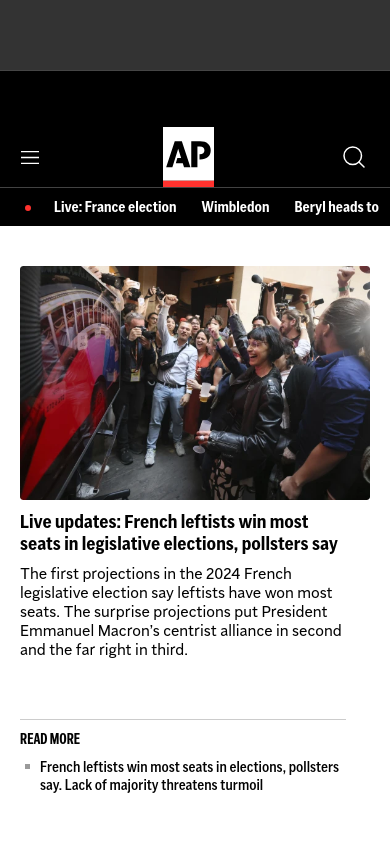 AP
Live: France election Wimbledon Beryl heads to
Live updates: French leftists win most
seats in legislative elections, pollsters say
The first projections in the 2024 French
legislative election say leftists have won most
seats. The surprise projections put President
Emmanuel Macron's centrist alliance in second
and the far right in third.
READ MORE
French leftists win most seats in elections, pollsters
say. Lack of majority threatens turmoil